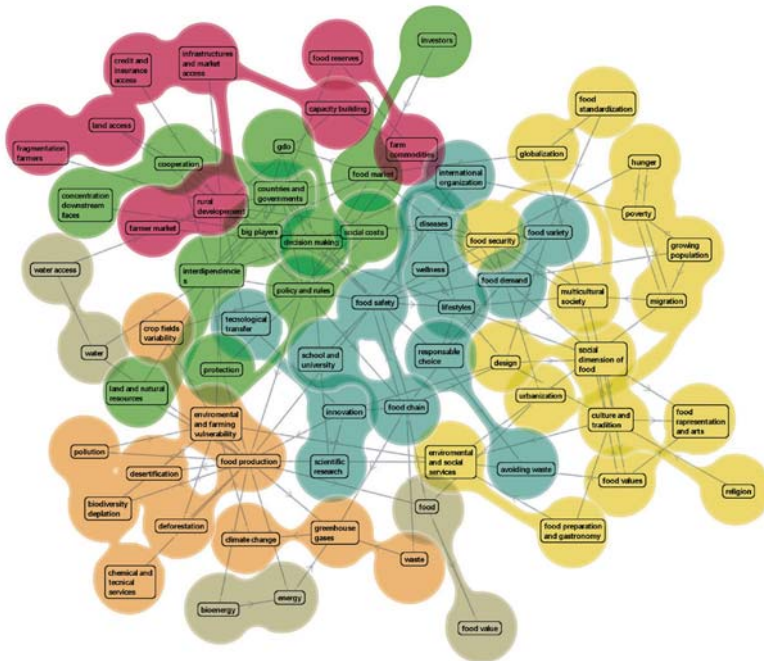 investors
credit and
insurance
access
infrastructures
and market
access
food reserves
capacity building
land access
fragmentation
farmers
gdo
farm
commodities
food
standardization
globalization
hunger
cooperation
food market
international
organization
concentration
downstream
faces
countries and
governments
rural
development
poverty
farmer market
big players
social costs
decision making
diseases
food security
food variety
growing
population
water access
interdependencie
s
policy and rules
wellness
food demand
multicultural
society
migration
food safety
lifestyles
crop fields
variability
tecnological
transfer
water
protection
school and
university
responsable
choice
design
social
dimension of
food
land and natural
resources
urbanization
enviromental
and farming
vulnerability
innovation
food chain
culture and
tradition
food
rapresentation
and arts
pollution
desertification
food production
scientific
research
enviromental
and social
services
avoiding waste
food values
religion
biodiversity
deplation
deforestation
food
food preparation
and gastronomy
climate change
greenhouse
gases
waste
chemical and
tecnical
services
bioenergy
energy
food value